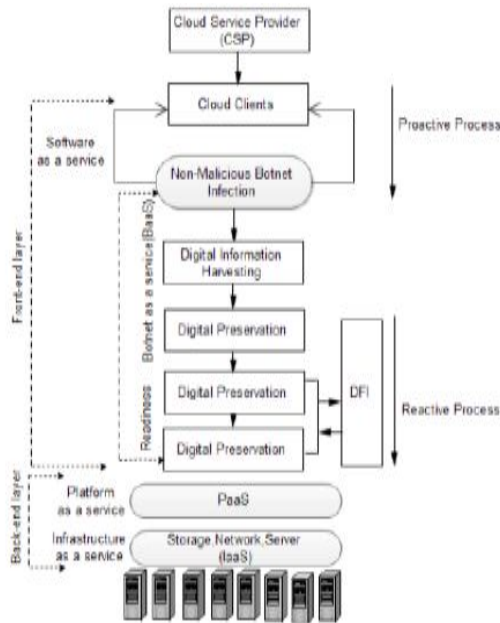 Cloud Service Provider
(CSP)
Cloud Clients
Proactive Process
Software
as a service
Non-Malicious Botnet
Infection
Front-end layer
Botnet as a service(BaaS)
Digital Information
Harvesting
Digital Preservation
Digital Preservation
DFI
Reactive Process
Readiness
Digital Preservation
Back-end layer
Platform
as a service
PaaS
Infrastructure
as a service
Storage,Network,Server
(IaaS)